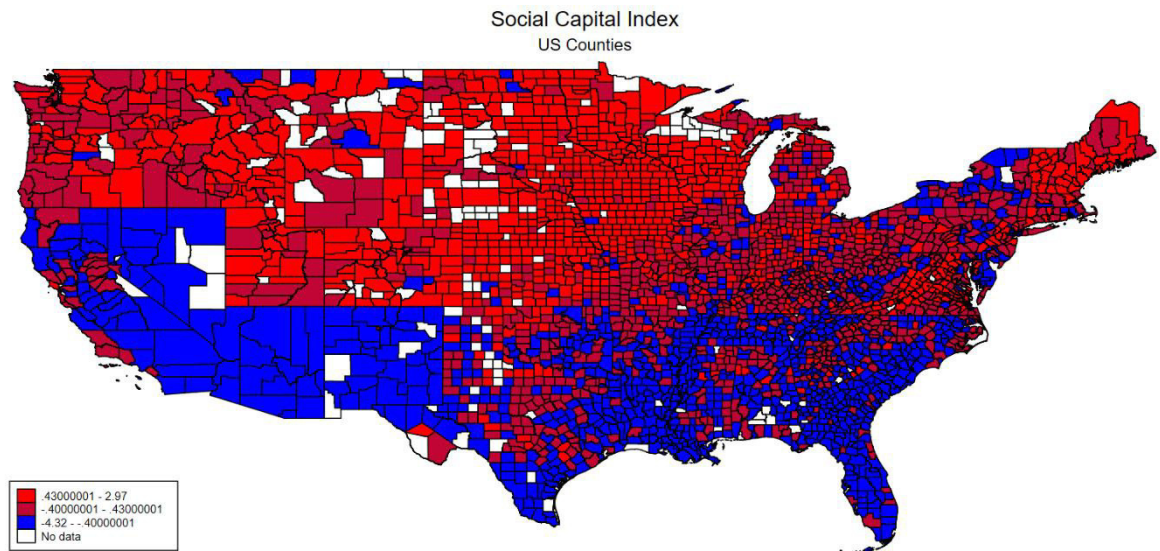 Social Capital Index
US Counties
.43000001 - 2.97
-.40000001 - .43000001
-4.32 - -.40000001
No data